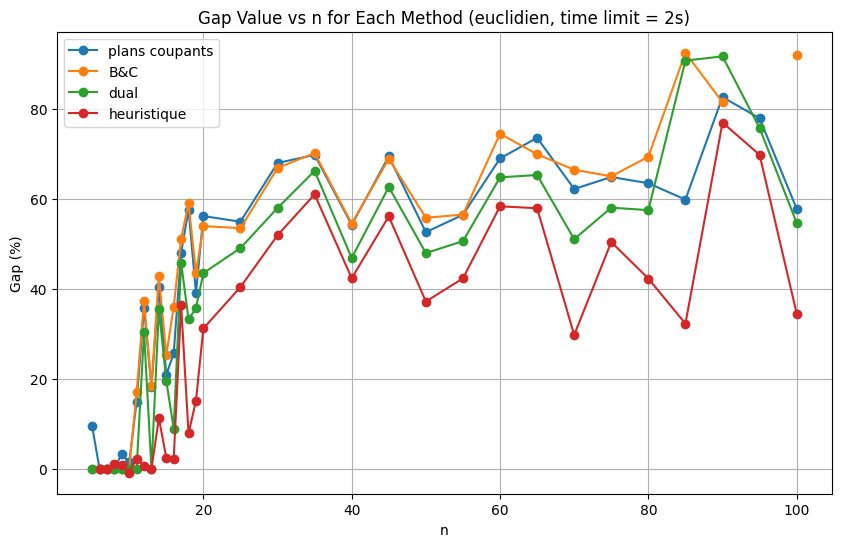 Gap Value vs n for Each Method (euclidien, time limit = 2s)
plans coupants
B&C
dual
heuristique
Gap (%)
80
60
40
20
0
20 40 60 80 100
n